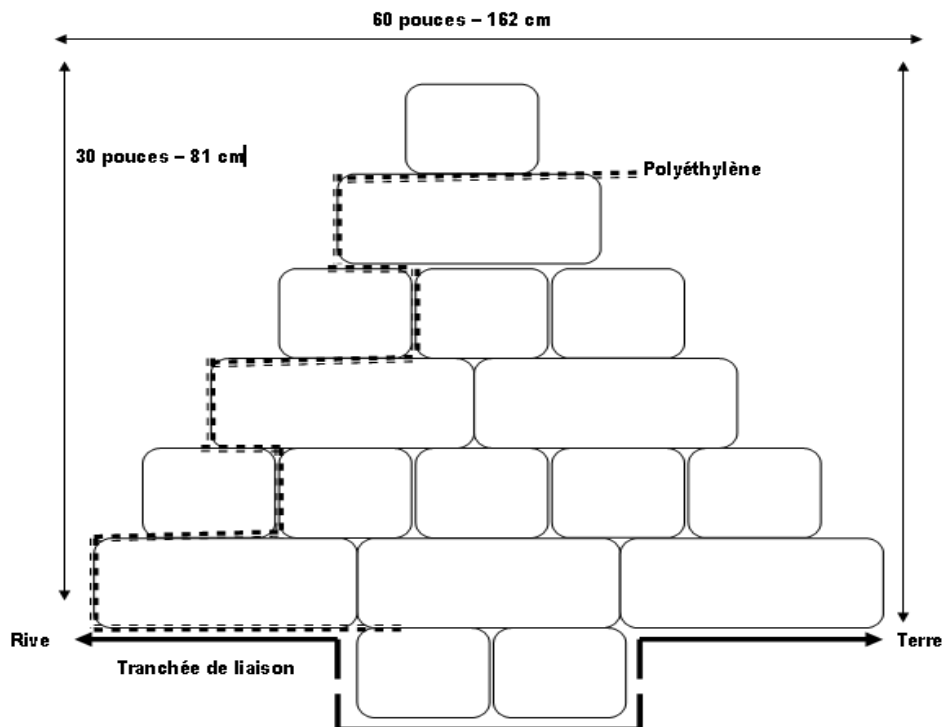 60 pouces – 162 cm
30 pouces – 81 cm
Polyéthylène
Rive
Terre
Tranchée de liaison